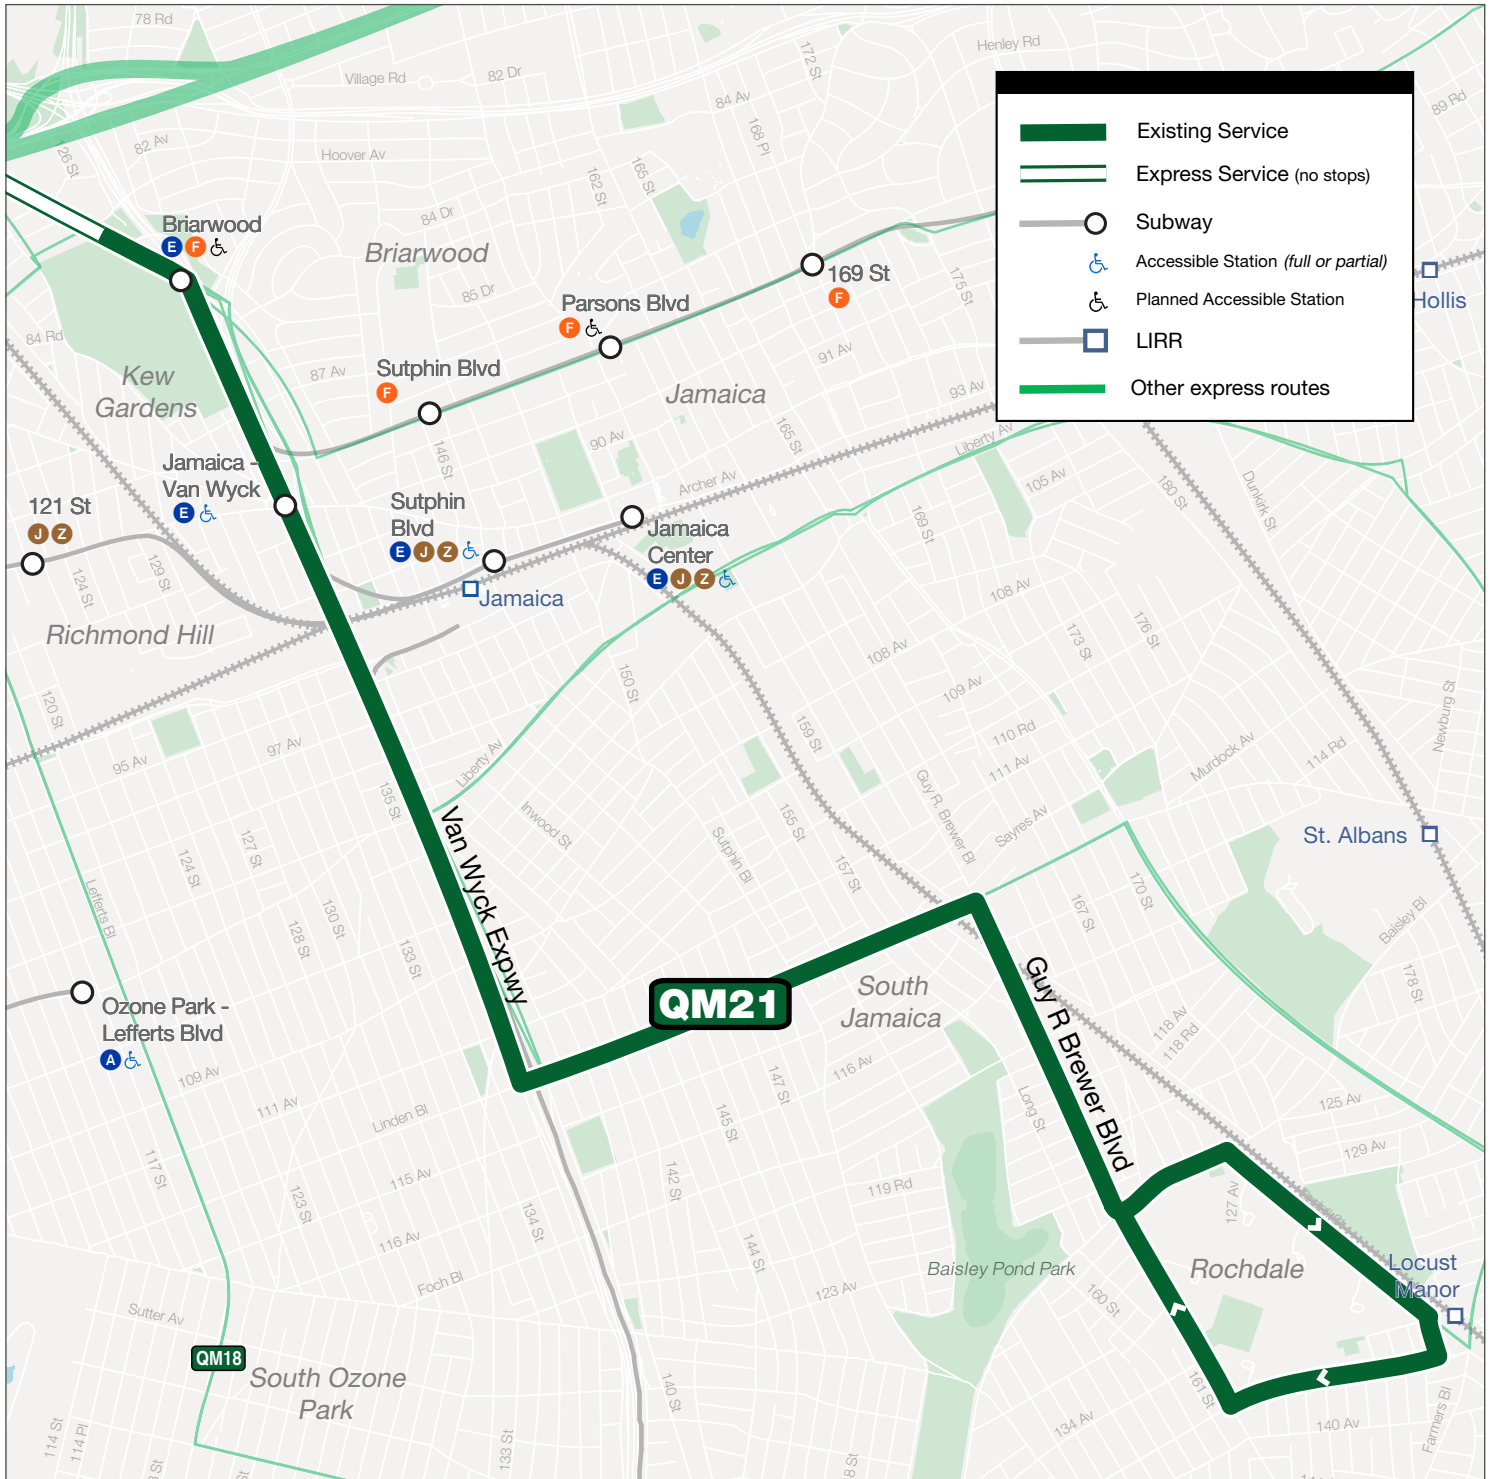 78 Rd
Village Rd
82 Dr
172 St
Henley Rd
84 Av
82 Av
126 St
Hoover Av
168 Pl
89 Rd
162 St
165 St
84 Dr
Briarwood
E F
Briarwood
85 Dr
Parsons Blvd
F
169 St
F
175 St
Existing Service
Express Service (no stops)
Subway
Accessible Station (full or partial)
Planned Accessible Station
LIRR
Other express routes
Hollis
84 Rd
Kew
Gardens
87 Av
Sutphin Blvd
F
91 Av
Jamaica
93 Av
90 Av
165 St
Liberty Av
146 St
Archer Av
105 Av
180 St
Dunkirk St
Jamaica -
Van Wyck
E
121 St
J Z
Sutphin
Blvd
E J Z
Jamaica
Center
E J Z
169 St
124 St
129 St
Jamaica
108 Av
Richmond Hill
108 Av
173 St
176 St
120 St
150 St
109 Av
Newburg St
95 Av
97 Av
Liberty Av
159 St
110 Rd
111 Av
Murdock Av
114 Rd
135 St
Inwood St
Guy R. Brewer Bl
Sayres Av
155 St
Sutphin Bl
157 St
St. Albans
127 St
124 St
Lefferts Bl
130 St
128 St
133 St
Van Wyck Expwy
167 St
170 St
Baisley Bl
178 St
Ozone Park -
Lefferts Blvd
A
QM21
South
Jamaica
Guy R Brewer Blvd
118 Av
118 Rd
109 Av
111 Av
Linden Bl
147 St
116 Av
145 St
Long St
125 Av
129 Av
117 St
115 Av
142 St
119 Rd
127 Av
123 St
134 St
116 Av
144 St
Foch Bl
123 Av
Baisley Pond Park
160 St
Rochdale
Locust
Manor
Sutter Av
QM18
South Ozone
Park
140 St
161 St
134 Av
140 Av
Farmers Bl
114 St
114 Pl
133 St